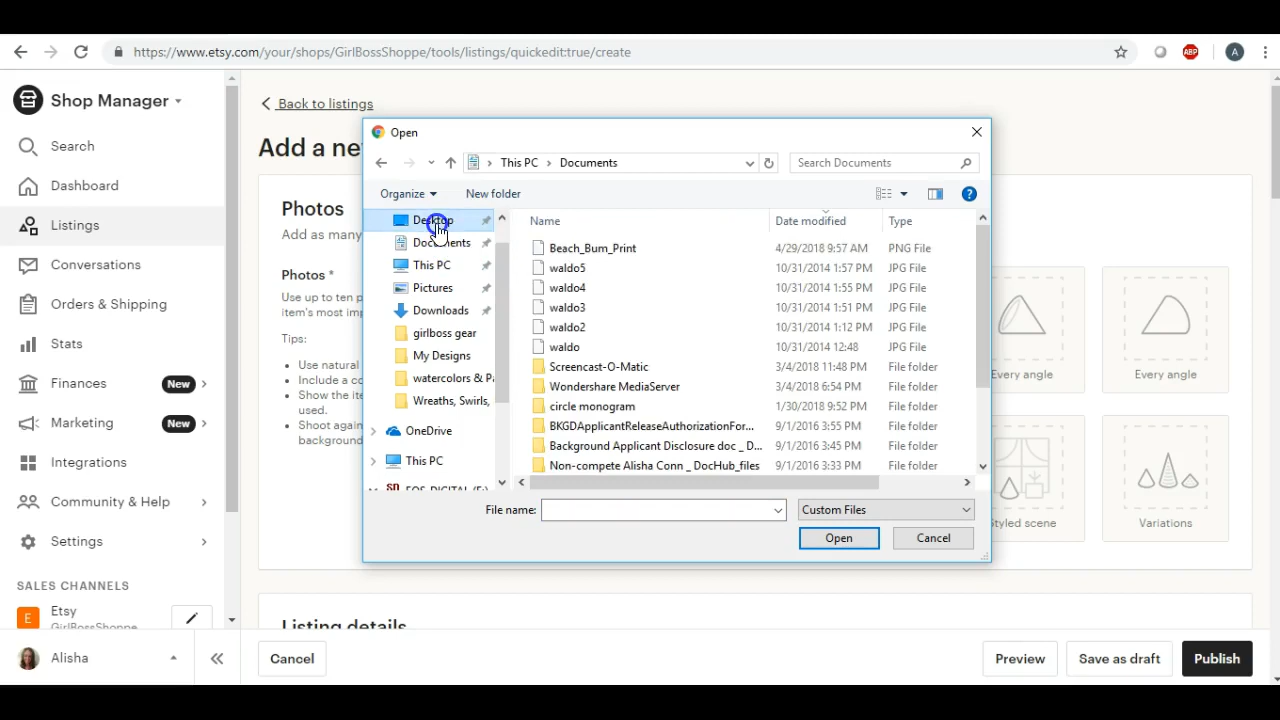 https://www.etsy.com/your/shops/GirlBossShoppe/tools/listings/quickedit:true/create
ABP
A
Shop Manager
Search
Dashboard
Listings
Conversations
Orders & Shipping
Stats
Finances New
Marketing New
Integrations
Community & Help
Settings
SALES CHANNELS
E Etsy
GirlBossShoppe
Alisha
Back to listings
Add a ne
Photos
Add as many
Photos *
Use up to ten p
item's most imp
Tips:
Use natural
Include a co
Show the ite
used.
Shoot again
background
Open
This PC > Documents
Search Documents
Organize
New folder
Desktop
Documents
This PC
Pictures
Downloads
girlboss gear
My Designs
watercolors & Pa
Wreaths, Swirls,
OneDrive
This PC
EOS_DIGITAL (F:)
Name Date modified Type
Beach_Bum_Print 4/29/2018 9:57 AM PNG File
waldo5 10/31/2014 1:57 PM JPG File
waldo4 10/31/2014 1:55 PM JPG File
waldo3 10/31/2014 1:51 PM JPG File
waldo2 10/31/2014 1:12 PM JPG File
waldo 10/31/2014 12:48 JPG File
Screencast-O-Matic 3/4/2018 11:48 PM File folder
Wondershare MediaServer 3/4/2018 6:54 PM File folder
circle monogram 1/30/2018 9:52 PM File folder
BKGDApplicantReleaseAuthorizationFor... 9/1/2016 3:55 PM File folder
Background Applicant Disclosure doc _ D... 9/1/2016 3:45 PM File folder
Non-compete Alisha Conn _ DocHub_files 9/1/2016 3:33 PM File folder
File name:
Custom Files
Open
Cancel
Every angle
Every angle
Styled scene
Variations
Listing details
Cancel
Preview
Save as draft
Publish